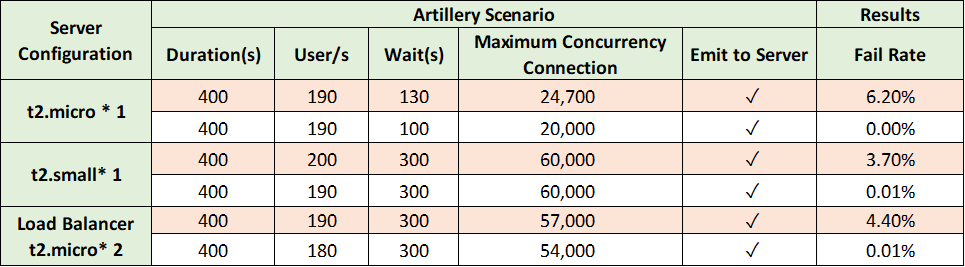 Server Configuration Artillery Scenario Results
Duration(s) User/s Wait(s) Maximum Concurrency Connection Emit to Server Fail Rate
t2.micro * 1 400 190 130 24,700 ✓ 6.20%
400 190 100 20,000 ✓ 0.00%
t2.small* 1 400 200 300 60,000 ✓ 3.70%
400 190 300 60,000 ✓ 0.01%
Load Balancer t2.micro* 2 400 190 300 57,000 ✓ 4.40%
400 180 300 54,000 ✓ 0.01%